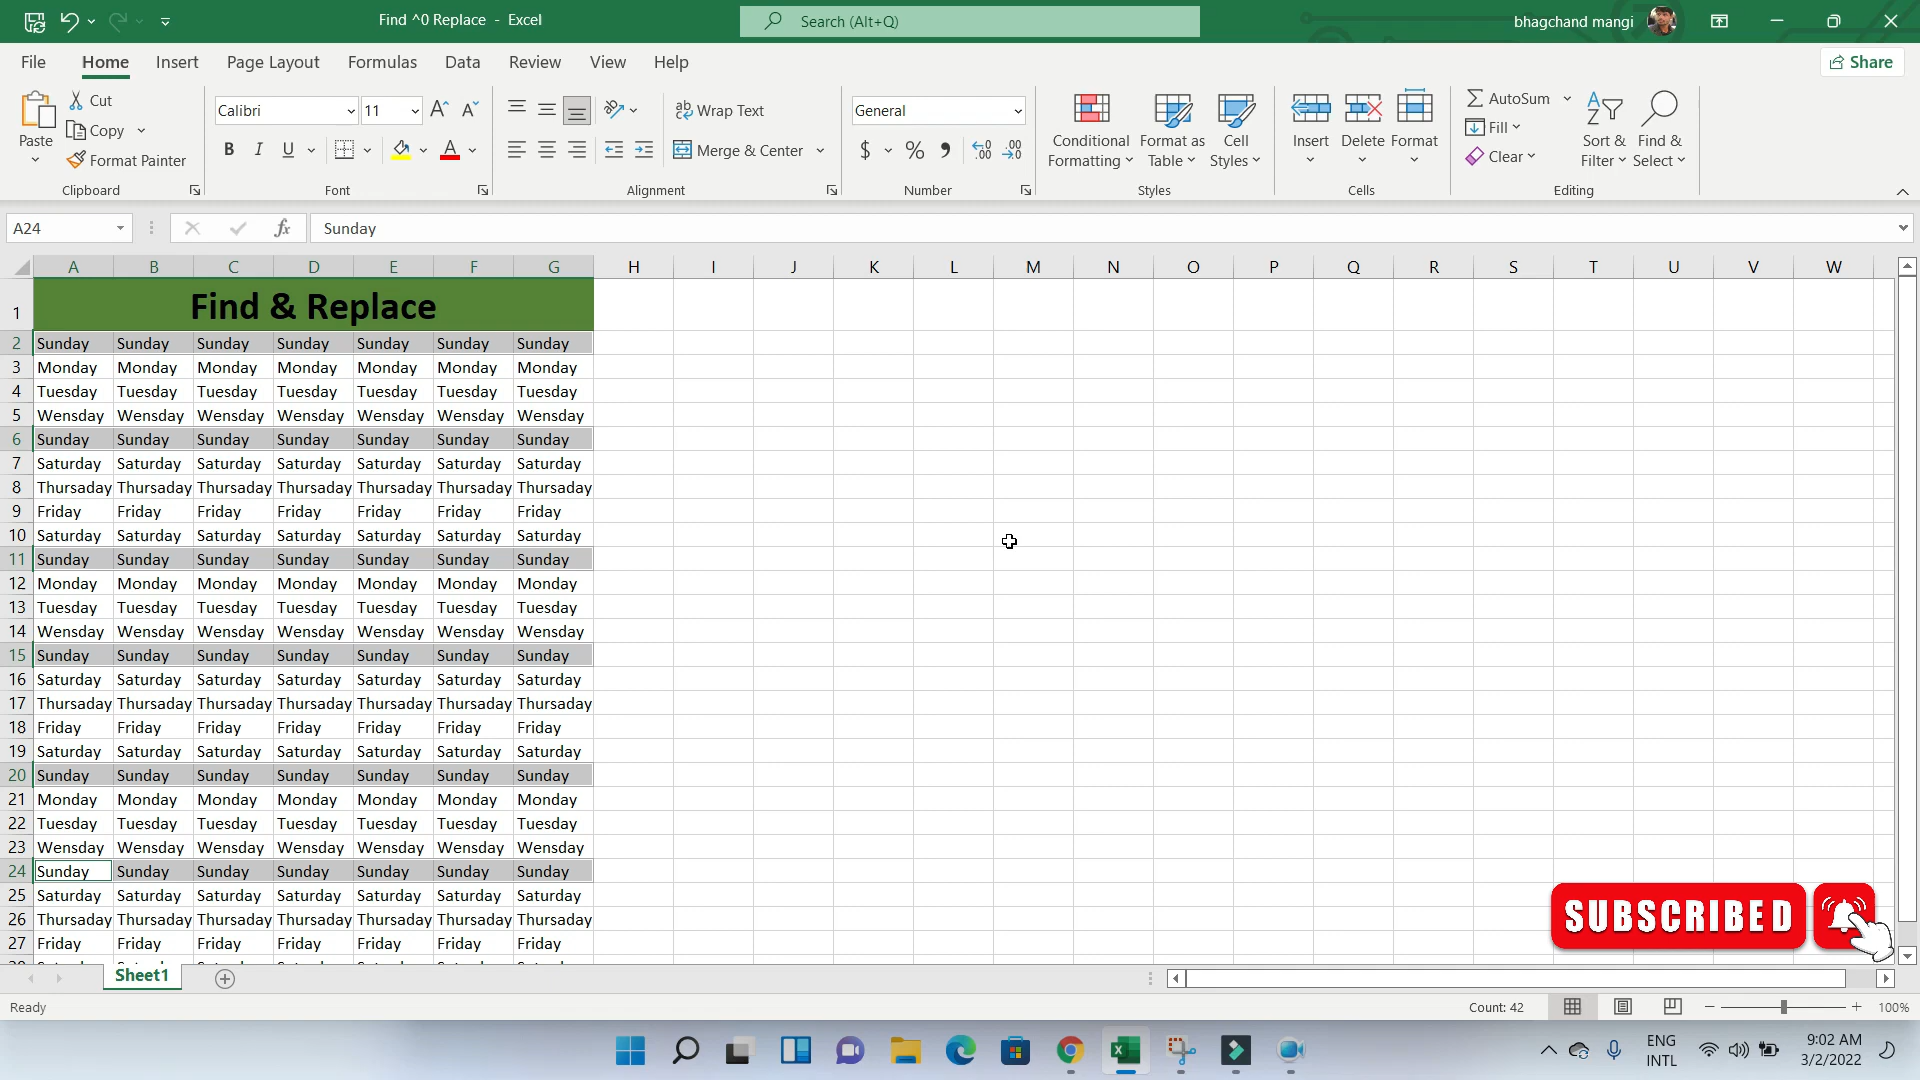 Find ^0 Replace - Excel
Search (Alt+Q)
bhagchand mangi
File Home Insert Page Layout Formulas Data Review View Help
Share
Paste
Cut
Copy
Format Painter
Clipboard
Calibri 11
B I U
Font
Wrap Text
Merge & Center
Alignment
General
$ % 9
Number
Conditional Formatting
Format as Table
Cell Styles
Styles
Insert Delete Format
Cells
AutoSum
Fill
Clear
Sort & Filter
Find & Select
Editing
A24 fx Sunday
A B C D E F G H I J K L M N O P Q R S T U V W
1 Find & Replace
2 Sunday Sunday Sunday Sunday Sunday Sunday Sunday
3 Monday Monday Monday Monday Monday Monday Monday
4 Tuesday Tuesday Tuesday Tuesday Tuesday Tuesday Tuesday
5 Wensday Wensday Wensday Wensday Wensday Wensday Wensday
6 Sunday Sunday Sunday Sunday Sunday Sunday Sunday
7 Saturday Saturday Saturday Saturday Saturday Saturday Saturday
8 Thursaday Thursaday Thursaday Thursaday Thursaday Thursaday Thursaday
9 Friday Friday Friday Friday Friday Friday Friday
10 Saturday Saturday Saturday Saturday Saturday Saturday Saturday
11 Sunday Sunday Sunday Sunday Sunday Sunday Sunday
12 Monday Monday Monday Monday Monday Monday Monday
13 Tuesday Tuesday Tuesday Tuesday Tuesday Tuesday Tuesday
14 Wensday Wensday Wensday Wensday Wensday Wensday Wensday
15 Sunday Sunday Sunday Sunday Sunday Sunday Sunday
16 Saturday Saturday Saturday Saturday Saturday Saturday Saturday
17 Thursaday Thursaday Thursaday Thursaday Thursaday Thursaday Thursaday
18 Friday Friday Friday Friday Friday Friday Friday
19 Saturday Saturday Saturday Saturday Saturday Saturday Saturday
20 Sunday Sunday Sunday Sunday Sunday Sunday Sunday
21 Monday Monday Monday Monday Monday Monday Monday
22 Tuesday Tuesday Tuesday Tuesday Tuesday Tuesday Tuesday
23 Wensday Wensday Wensday Wensday Wensday Wensday Wensday
24 Sunday Sunday Sunday Sunday Sunday Sunday Sunday
25 Saturday Saturday Saturday Saturday Saturday Saturday Saturday
26 Thursaday Thursaday Thursaday Thursaday Thursaday Thursaday Thursaday
27 Friday Friday Friday Friday Friday Friday Friday
SUBSCRIBED
Sheet1
Ready
Count: 42
100%
ENG
INTL
9:02 AM
3/2/2022